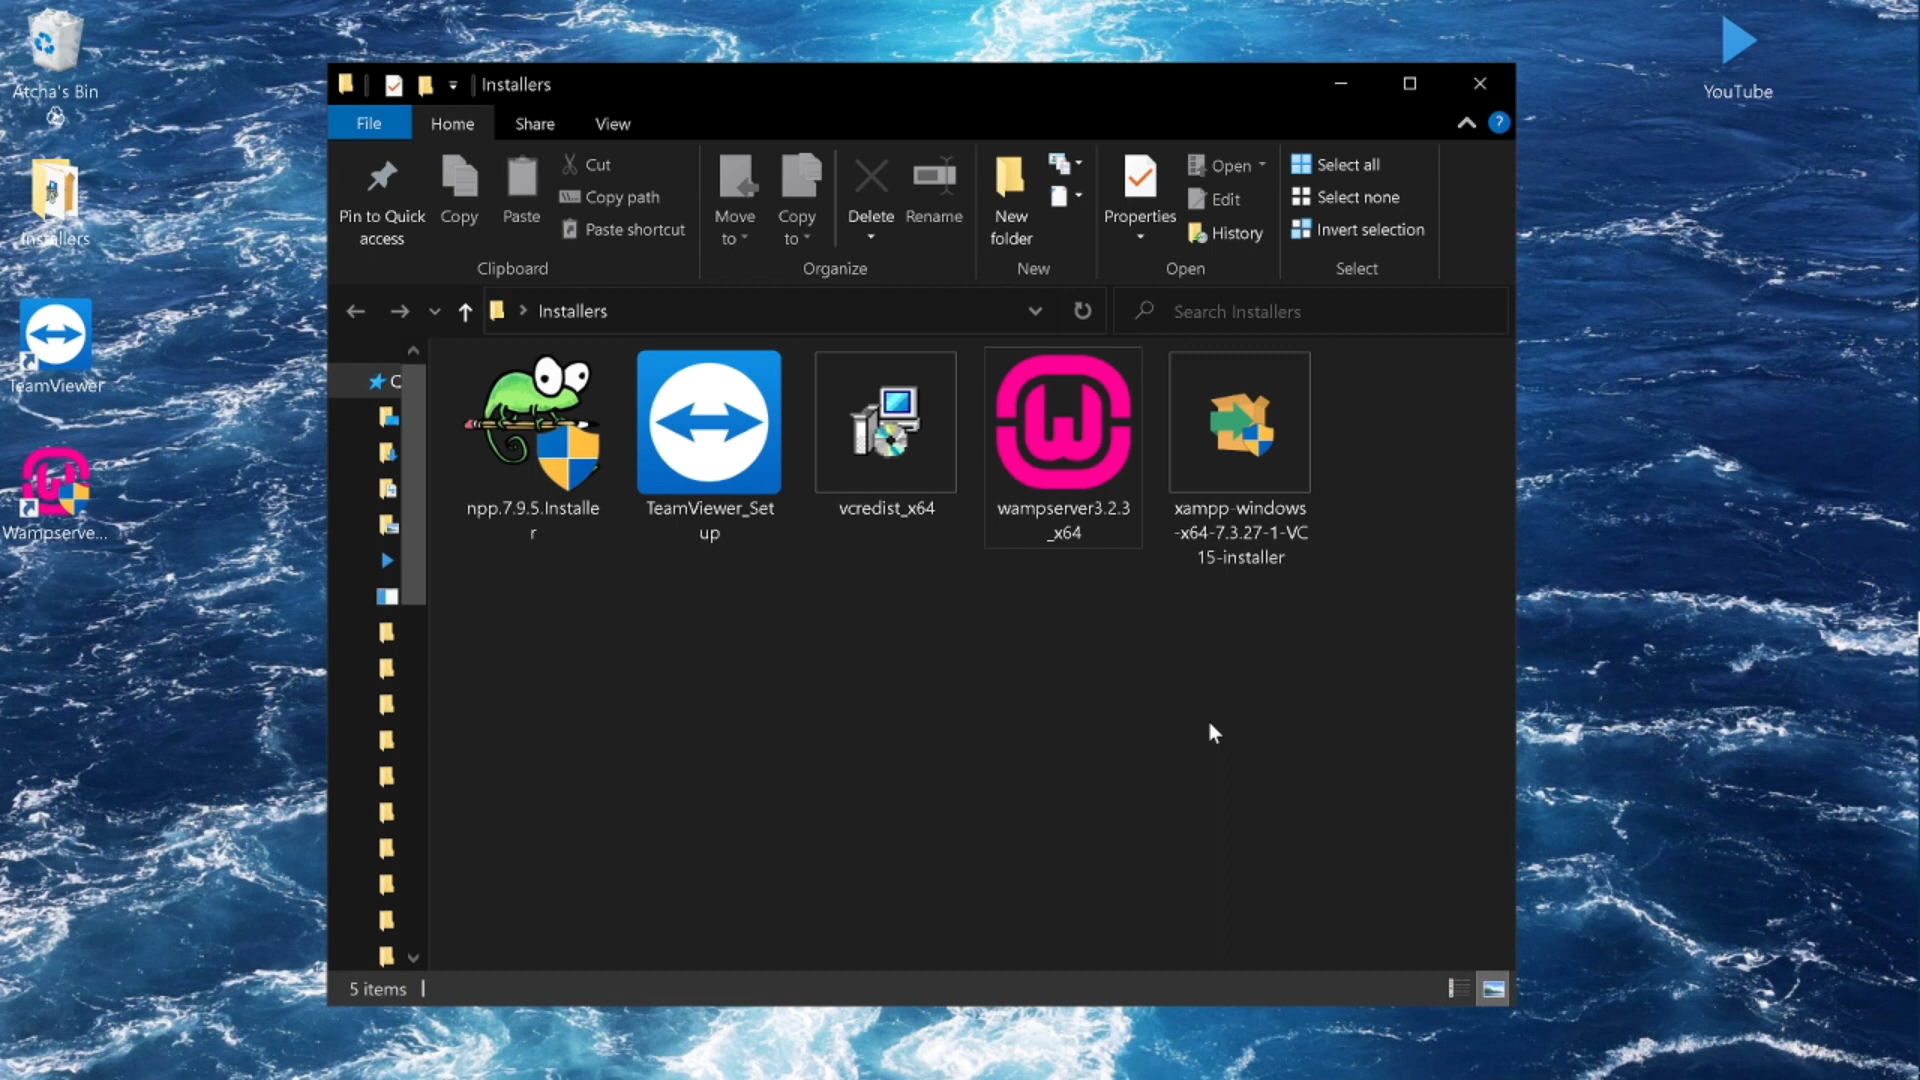 Atcha's Bin
Installers
TeamViewer
Wampserve...
YouTube
Installers
File
Home
Share
View
?
Pin to Quick
access
Copy
Paste
Cut
Copy path
Paste shortcut
Clipboard
Move
to
Copy
to
Delete
Rename
Organize
New
folder
New
Properties
Open
Edit
History
Open
Select all
Select none
Invert selection
Select
Installers
Search Installers
npp.7.9.5.Installe
r
TeamViewer_Set
up
vcredist_x64
wampserver3.2.3
_x64
xampp-windows
-x64-7.3.27-1-VC
15-installer
5 items